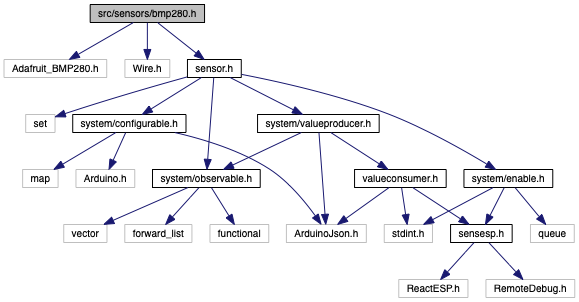 src/sensors/bmp280.h
Adafruit_BMP280.h
Wire.h
sensor.h
set
system/configurable.h
system/valueproducer.h
map
Arduino.h
system/observable.h
valueconsumer.h
system/enable.h
vector
forward_list
functional
ArduinoJson.h
stdint.h
sensesp.h
queue
ReactESP.h
RemoteDebug.h